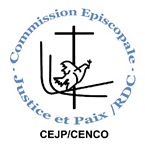 Commission Episcopale
Justice et Paix /RDC
CEJP/CENCO